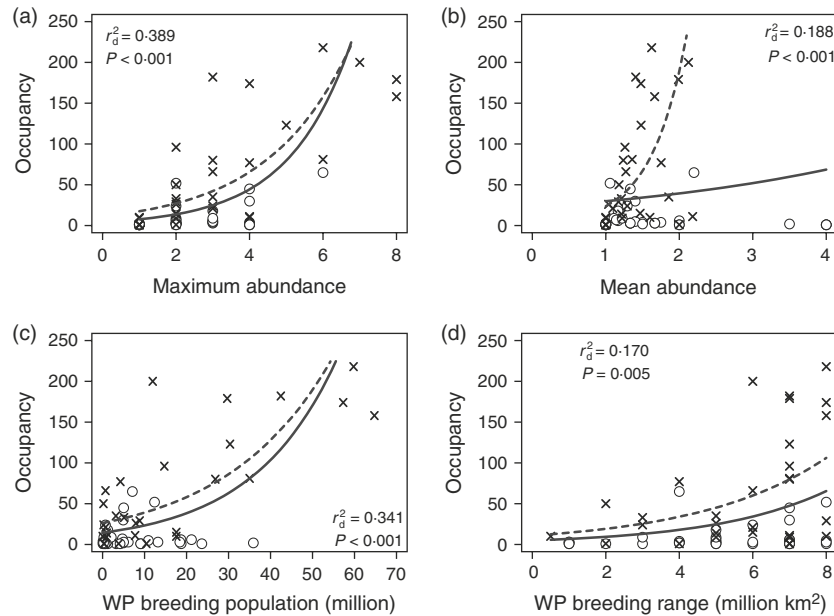 (a)
r²d = 0·389
P < 0·001
Occupancy
250
200
150
100
50
0
0 2 4 6 8
Maximum abundance
(b)
r²d = 0·188
P < 0·001
Occupancy
250
200
150
100
50
0
0 1 2 3 4
Mean abundance
(c)
r²d = 0·341
P < 0·001
Occupancy
250
200
150
100
50
0
0 10 20 30 40 50 60 70
WP breeding population (million)
(d)
r²d = 0·170
P = 0·005
Occupancy
250
200
150
100
50
0
0 2 4 6 8
WP breeding range (million km²)